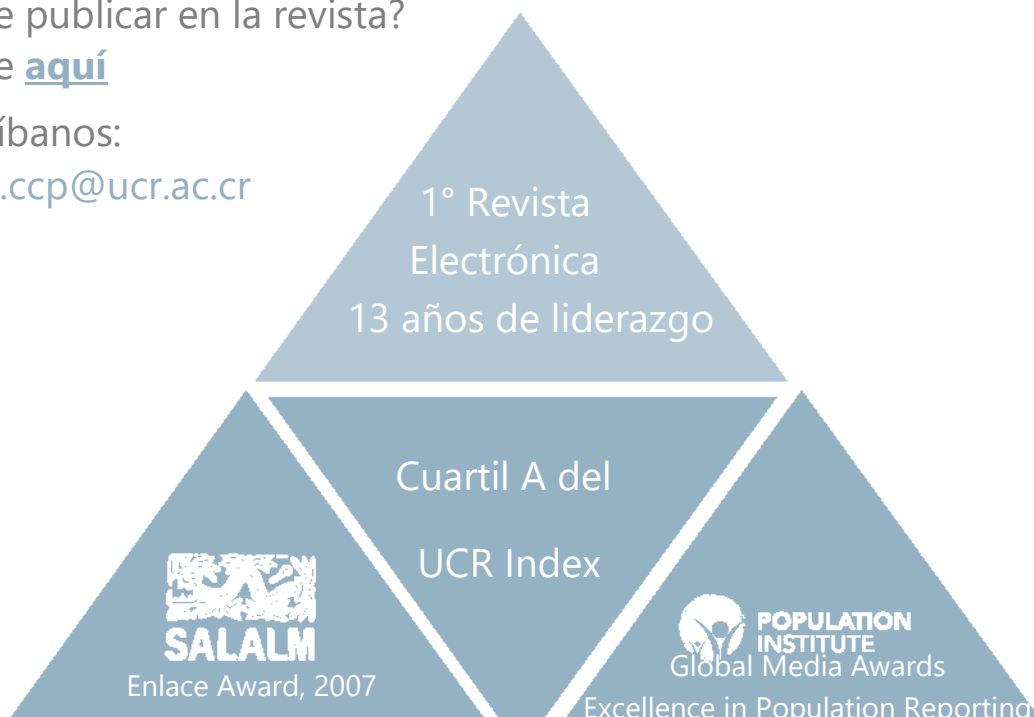 e publicar en la revista?
e aquí
íbanos:
.ccp@ucr.ac.cr
1° Revista
Electrónica
13 años de liderazgo
Cuartil A del
UCR Index
SALALM
Enlace Award, 2007
POPULATION
INSTITUTE
Global Media Awards
Excellence in Population Reporting